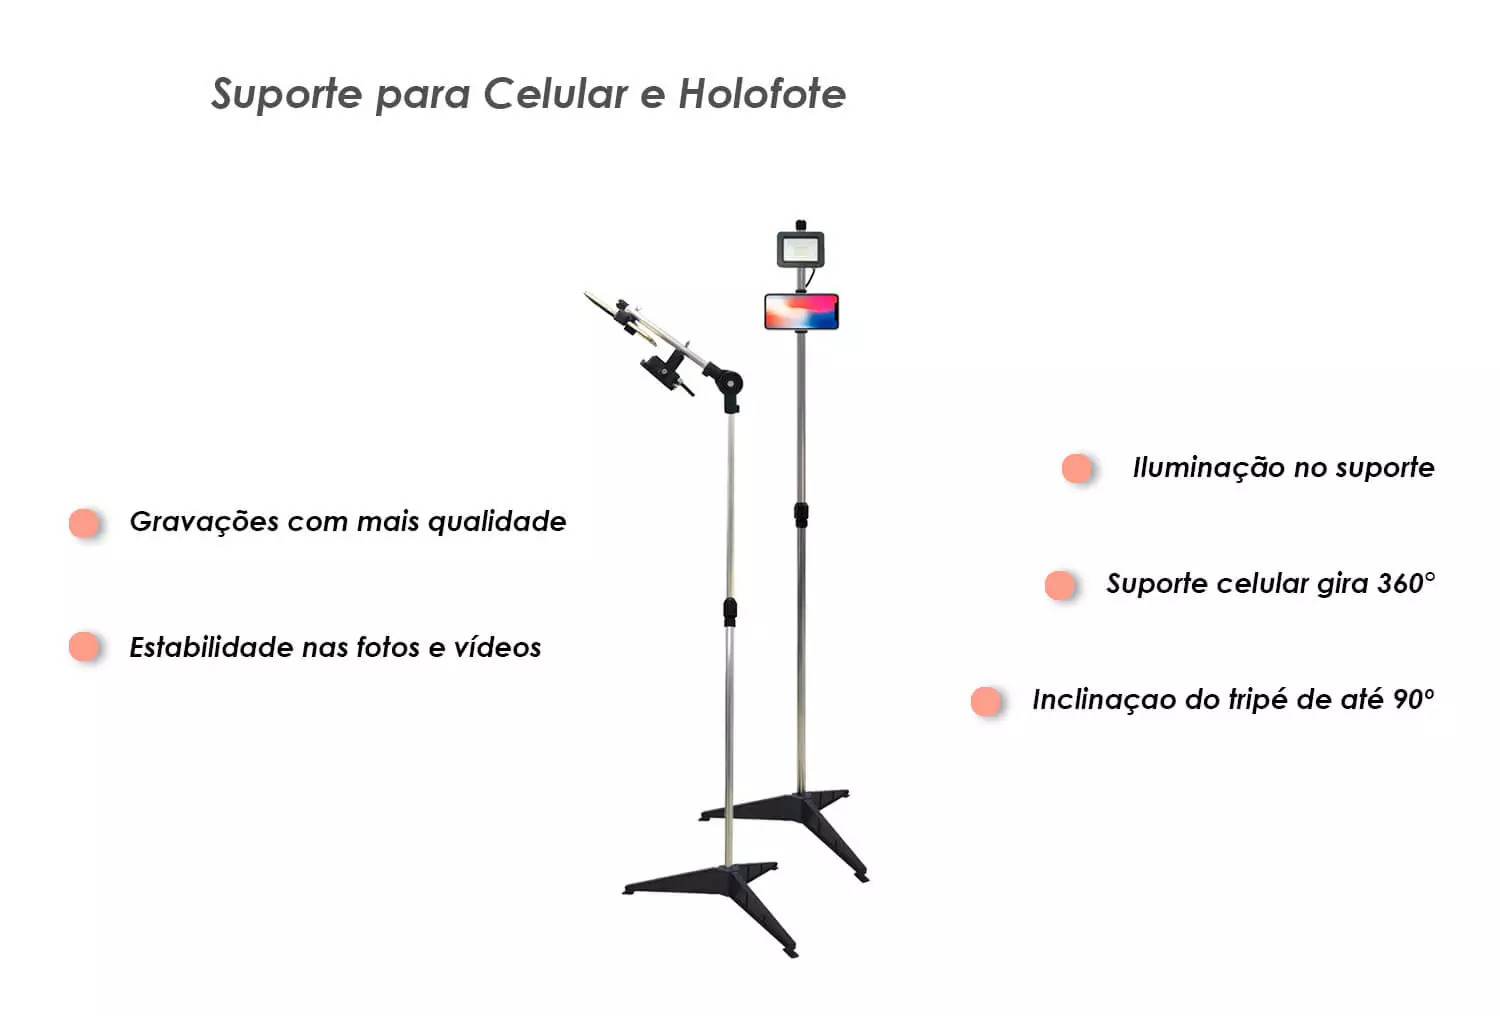 Suporte para Celular e Holofote
Gravações com mais qualidade
Estabilidade nas fotos e vídeos
Iluminação no suporte
Suporte celular gira 360°
Inclinaçao do tripé de até 90º